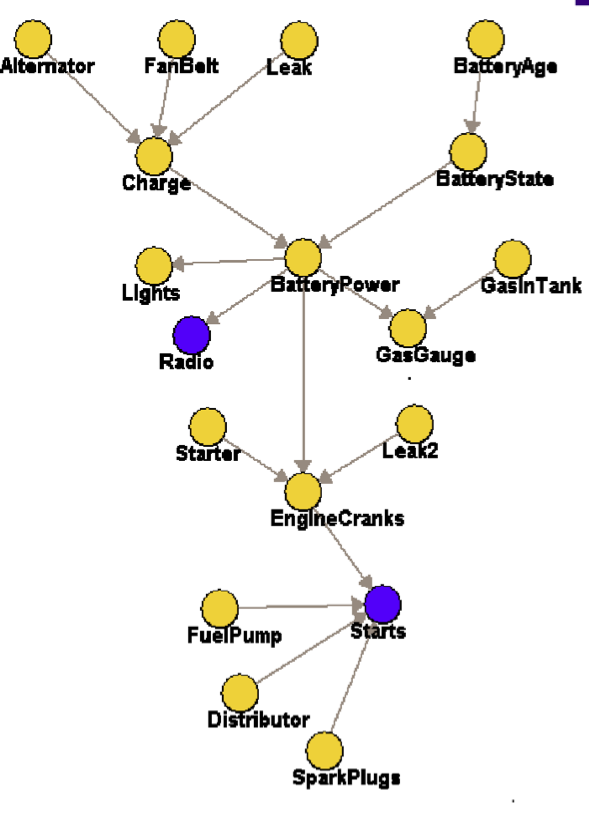 Alternator FanBelt Leak BatteryAge
Charge BatteryState
Lights BatteryPower GasInTank
Radio GasGauge
Starter Leak2
EngineCranks
FuelPump Starts
Distributor
SparkPlugs